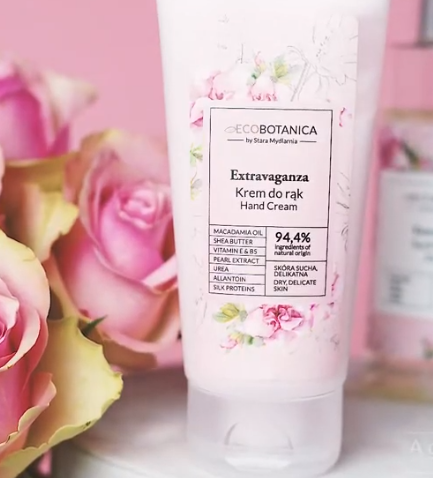 ECOBOTANICA
by Stara Mydlarnia
Extravaganza
Krem do rąk
Hand Cream
MACADAMIA OIL
SHEA BUTTER
VITAMIN E & B5
PEARL EXTRACT
UREA
ALLANTOIN
SILK PROTEINS
94,4%
ingredients of
natural origin
SKÓRA SUCHA,
DELIKATNA
DRY, DELICATE
SKIN